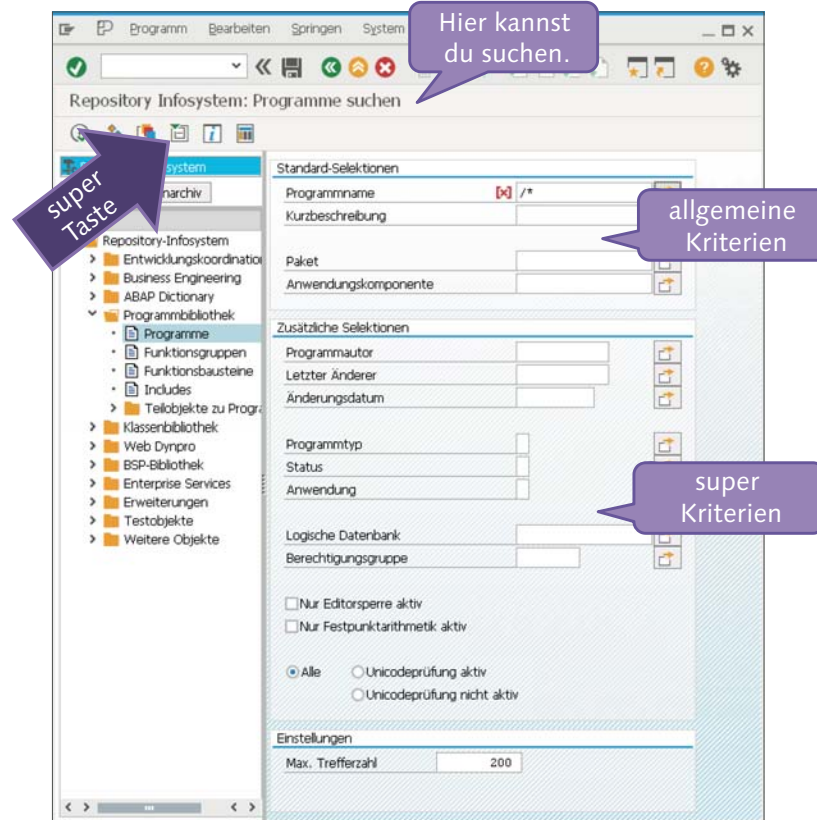 Hier kannst
du suchen.
Programm Bearbeiten Springen System
Repository Infosystem: Programme suchen
super
Taste
Standard-Selektionen
Programmname /*
Kurzbeschreibung
allgemeine
Kriterien
Paket
Anwendungskomponente
Repository-Infosystem
Entwicklungskoordination
Business Engineering
ABAP Dictionary
Programmbibliothek
Programme
Funktionsgruppen
Funktionsbausteine
Includes
Teilobjekte zu Progra
Klassenbibliothek
Web Dynpro
BSP-Bibliothek
Enterprise Services
Erweiterungen
Testobjekte
Weitere Objekte
Zusätzliche Selektionen
Programmautor
Letzter Änderer
Änderungsdatum
Programmtyp
Status
Anwendung
super
Kriterien
Logische Datenbank
Berechtigungsgruppe
Nur Editorsperre aktiv
Nur Festpunktarithmetik aktiv
Alle Unicodeprüfung aktiv
Unicodeprüfung nicht aktiv
Einstellungen
Max. Trefferzahl 200